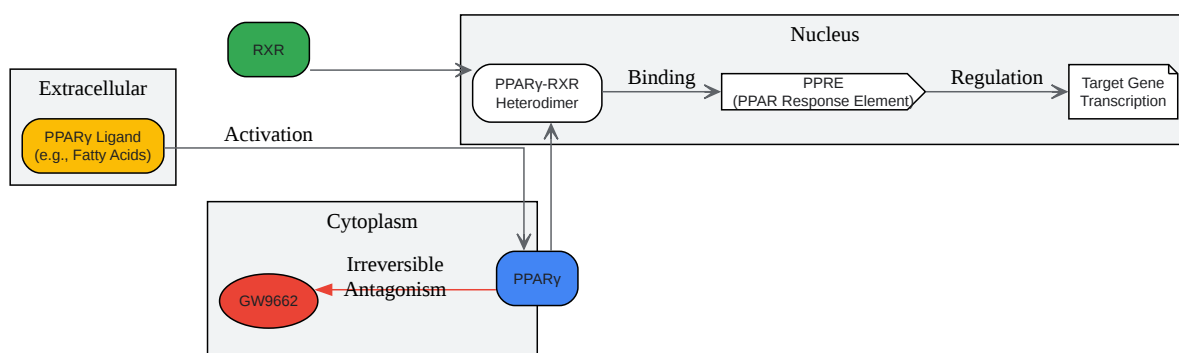 RXR
Nucleus
Extracellular
PPARγ-RXR
Heterodimer
Binding
PPRE
(PPAR Response Element)
Regulation
Target Gene
Transcription
PPARγ Ligand
(e.g., Fatty Acids)
Activation
Cytoplasm
Irreversible
Antagonism
GW9662
PPARγ